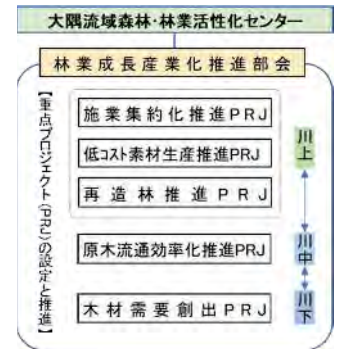 大隅流域森林・林業活性化センター
林業成長産業化推進部会
【重点プロジェクト(PRJ)の設定と推進】
施業集約化推進PRJ
低コスト素材生産推進PRJ
再造林推進PRJ
原木流通効率化推進PRJ
木材需要創出PRJ
川上
川中
川下